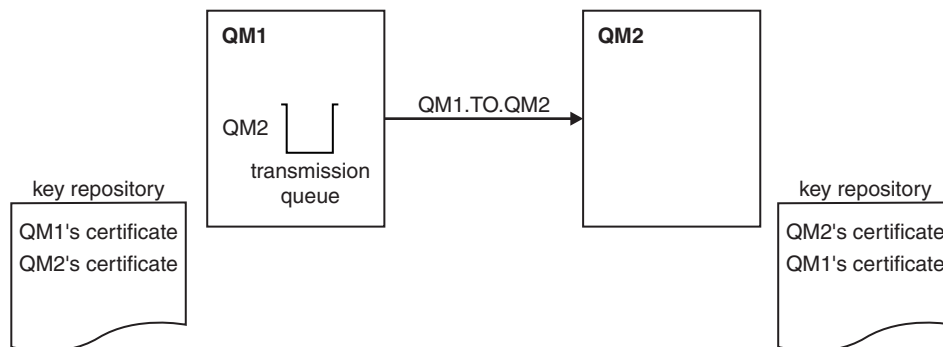 QM1
QM2
QM1.TO.QM2
QM2
transmission
queue
key repository
QM1's certificate
QM2's certificate
key repository
QM2's certificate
QM1's certificate